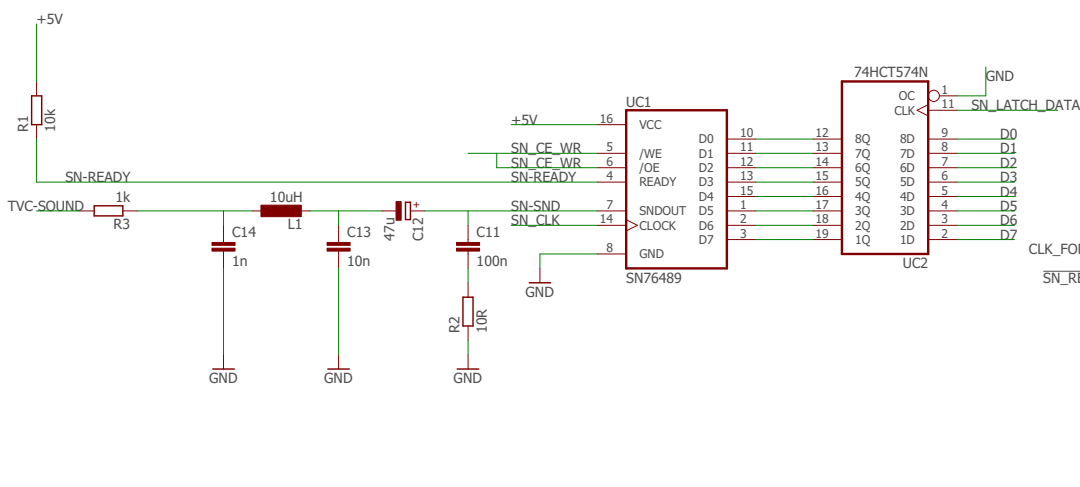 +5V
R1
10k
SN-READY
TVC-SOUND
1k
R3
10uH
L1
C14
1n
C13
10n
47u
C12
+
C11
100n
R2
10R
GND
GND
GND
GND
+5V
SN_CE_WR
SN_CE_WR
SN-READY
SN-SND
SN_CLK
UC1
16 VCC
5 /WE
6 /OE
4 READY
7 SNDOUT
14 CLOCK
8 GND
D0 10
D1 11
D2 12
D3 13
D4 15
D5 1
D6 2
D7 3
SN76489
74HCT574N
OC 1
CLK 11
GND
SN_LATCH_DATA
12 8Q 8D 9 D0
13 7Q 7D 8 D1
14 6Q 6D 7 D2
15 5Q 5D 6 D3
16 4Q 4D 5 D4
17 3Q 3D 4 D5
18 2Q 2D 3 D6
19 1Q 1D 2 D7
UC2